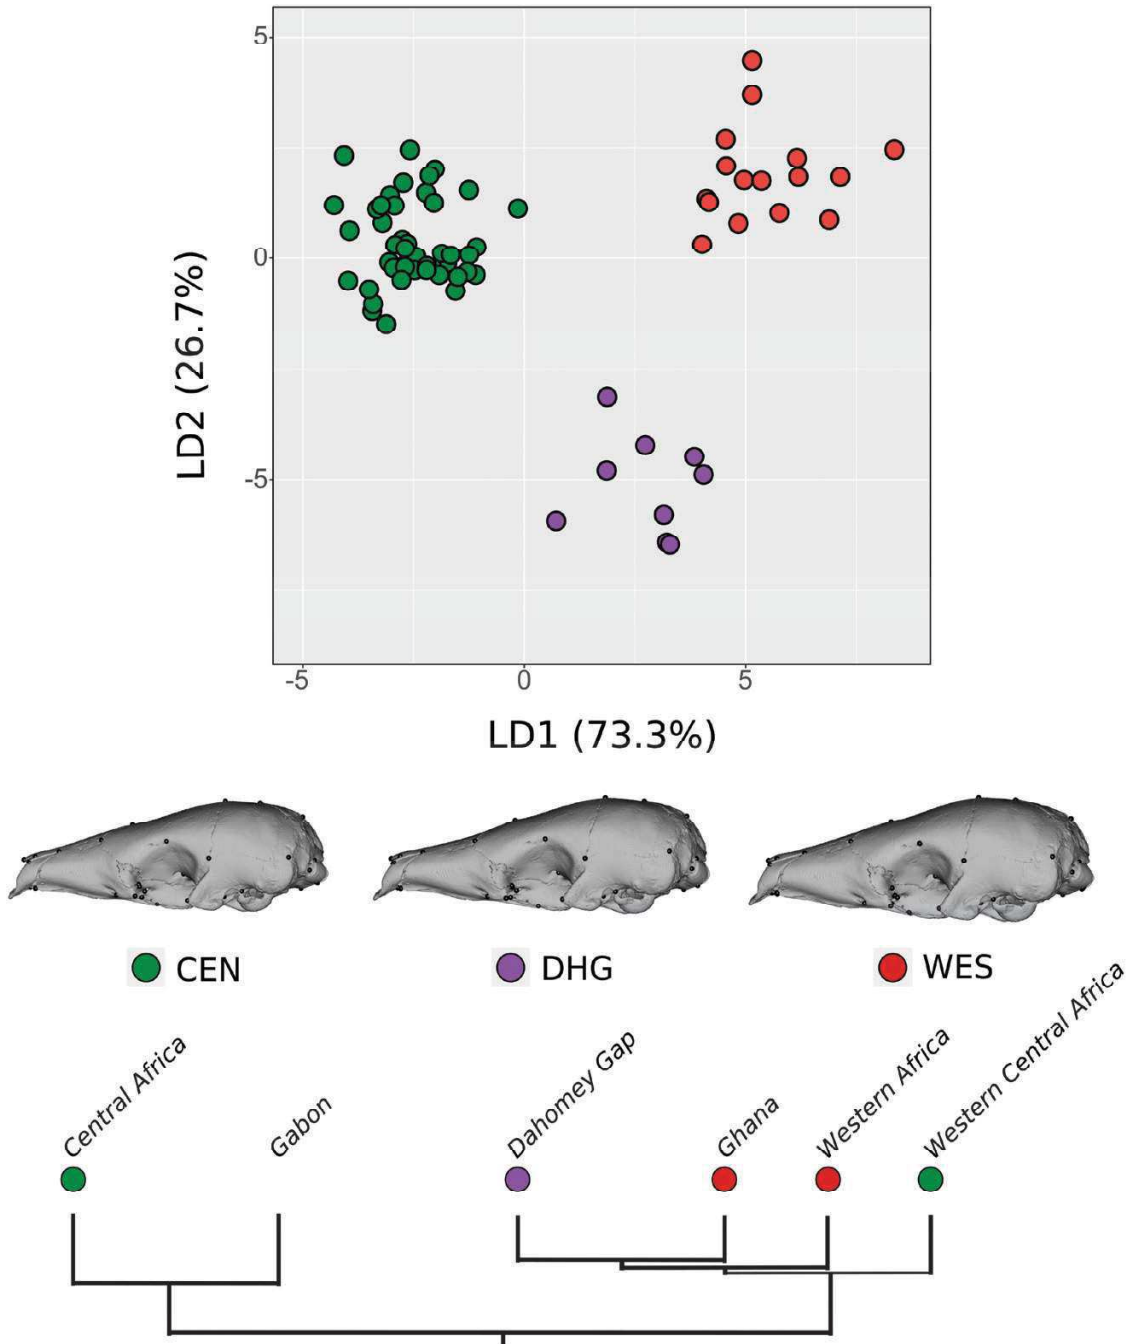 5
0
-5
LD2 (26.7%)
-5 0 5
LD1 (73.3%)
CEN DHG WES
Central Africa
Gabon
Dahomey Gap
Ghana
Western Africa
Western Central Africa